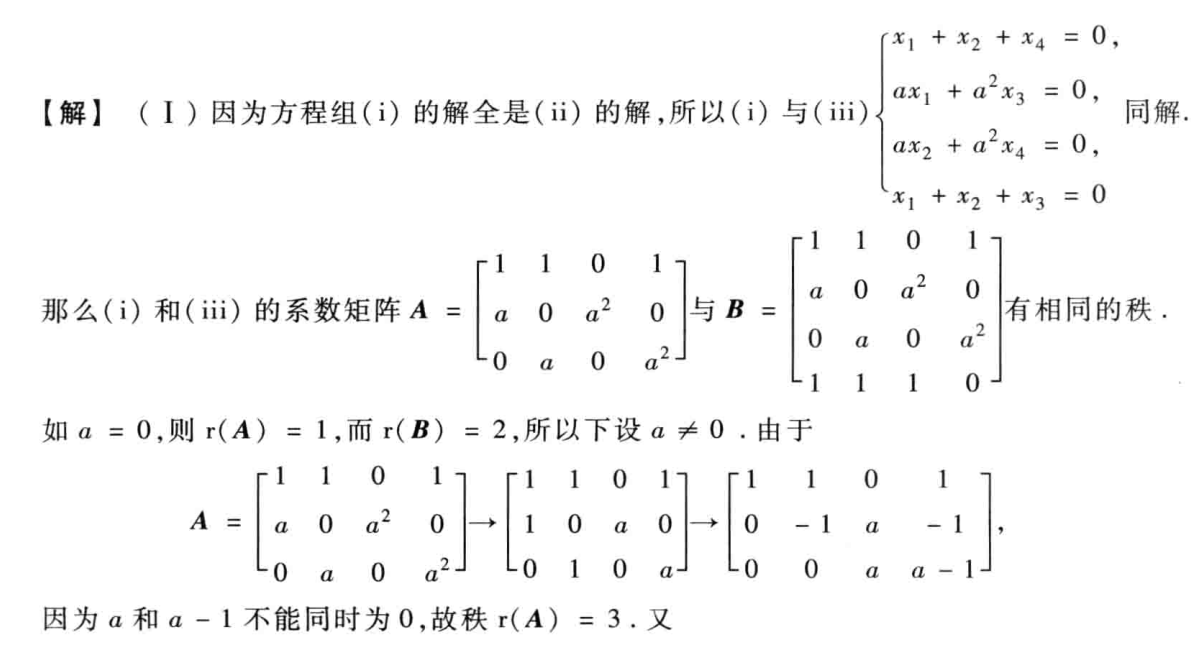 【解】 (Ⅰ)因为方程组(i)的解全是(ii)的解,所以(i)与(iii){x₁ + x₂ + x₄ = 0, ax₁ + a²x₃ = 0, ax₂ + a²x₄ = 0, x₁ + x₂ + x₃ = 0 同解.
那么(i)和(iii)的系数矩阵 A = [1 1 0 1; a 0 a² 0; 0 a 0 a²] 与 B = [1 1 0 1; a 0 a² 0; 0 a 0 a²; 1 1 1 0] 有相同的秩.
如 a = 0,则 r(A) = 1,而 r(B) = 2,所以下设 a ≠ 0 .由于
A = [1 1 0 1; a 0 a² 0; 0 a 0 a²] → [1 1 0 1; 1 0 a 0; 0 1 0 a] → [1 1 0 1; 0 -1 a -1; 0 0 a a - 1],
因为 a 和 a - 1 不能同时为 0,故秩 r(A) = 3 .又